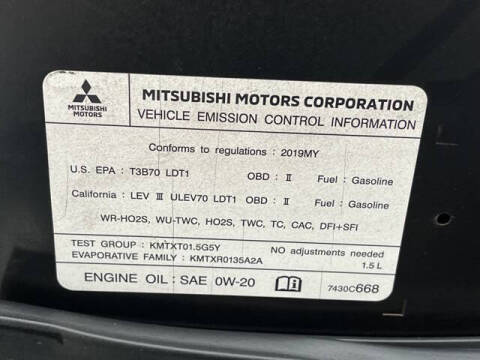 MITSUBISHI MOTORS CORPORATION
MITSUBISHI
MOTORS
VEHICLE EMISSION CONTROL INFORMATION
Conforms to regulations : 2019MY
U.S. EPA : T3B70 LDT1 OBD : II Fuel : Gasoline
California : LEV III ULEV70 LDT1 OBD : II Fuel : Gasoline
WR-HO2S, WU-TWC, HO2S, TWC, TC, CAC, DFI+SFI
TEST GROUP : KMTXT01.5G5Y NO adjustments needed
EVAPORATIVE FAMILY : KMTXR0135A2A 1.5 L
ENGINE OIL : SAE 0W-20 7430C668